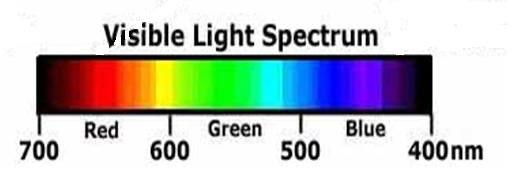 Visible Light Spectrum
Red Green Blue
700 600 500 400nm